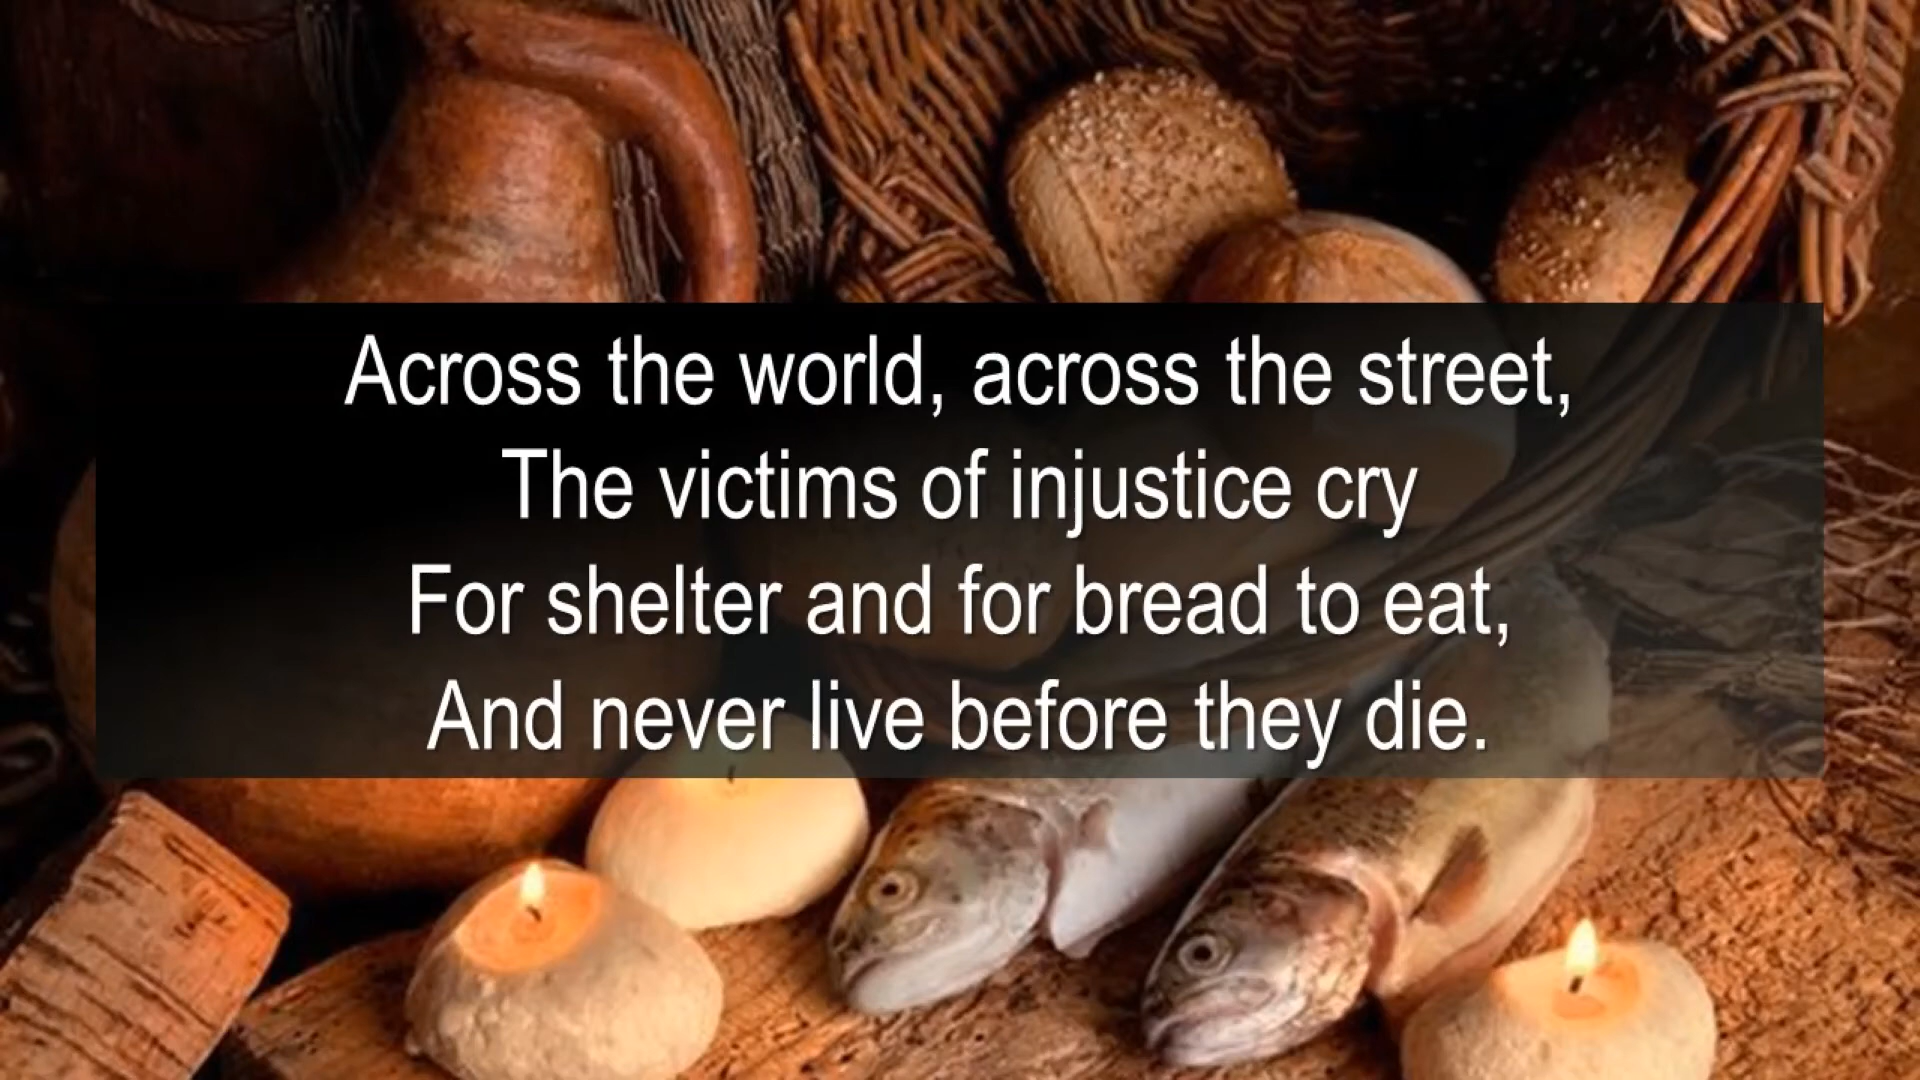 Across the world, across the street,
The victims of injustice cry
For shelter and for bread to eat,
And never live before they die.